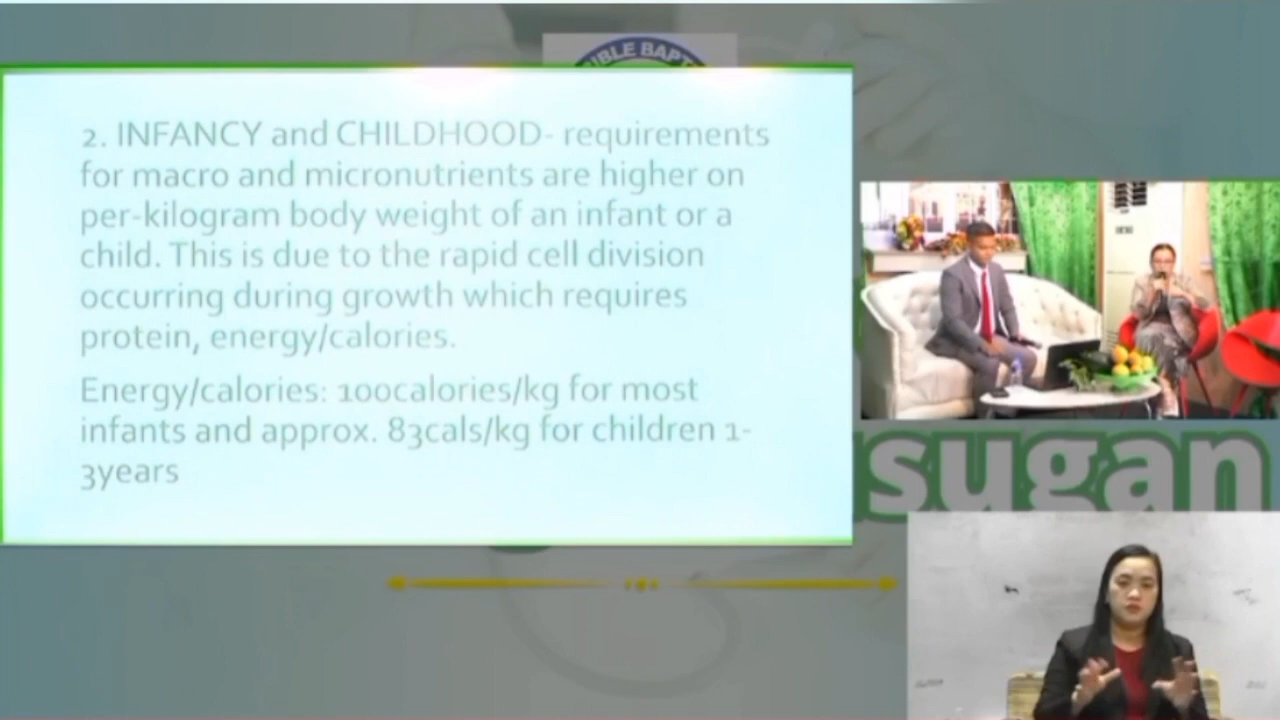 IBLE BAPT
2. INFANCY and CHILDHOOD- requirements
for macro and micronutrients are higher on
per-kilogram body weight of an infant or a
child. This is due to the rapid cell division
occurring during growth which requires
protein, energy/calories.
Energy/calories: 100calories/kg for most
infants and approx. 83cals/kg for children 1-
3years
sugan